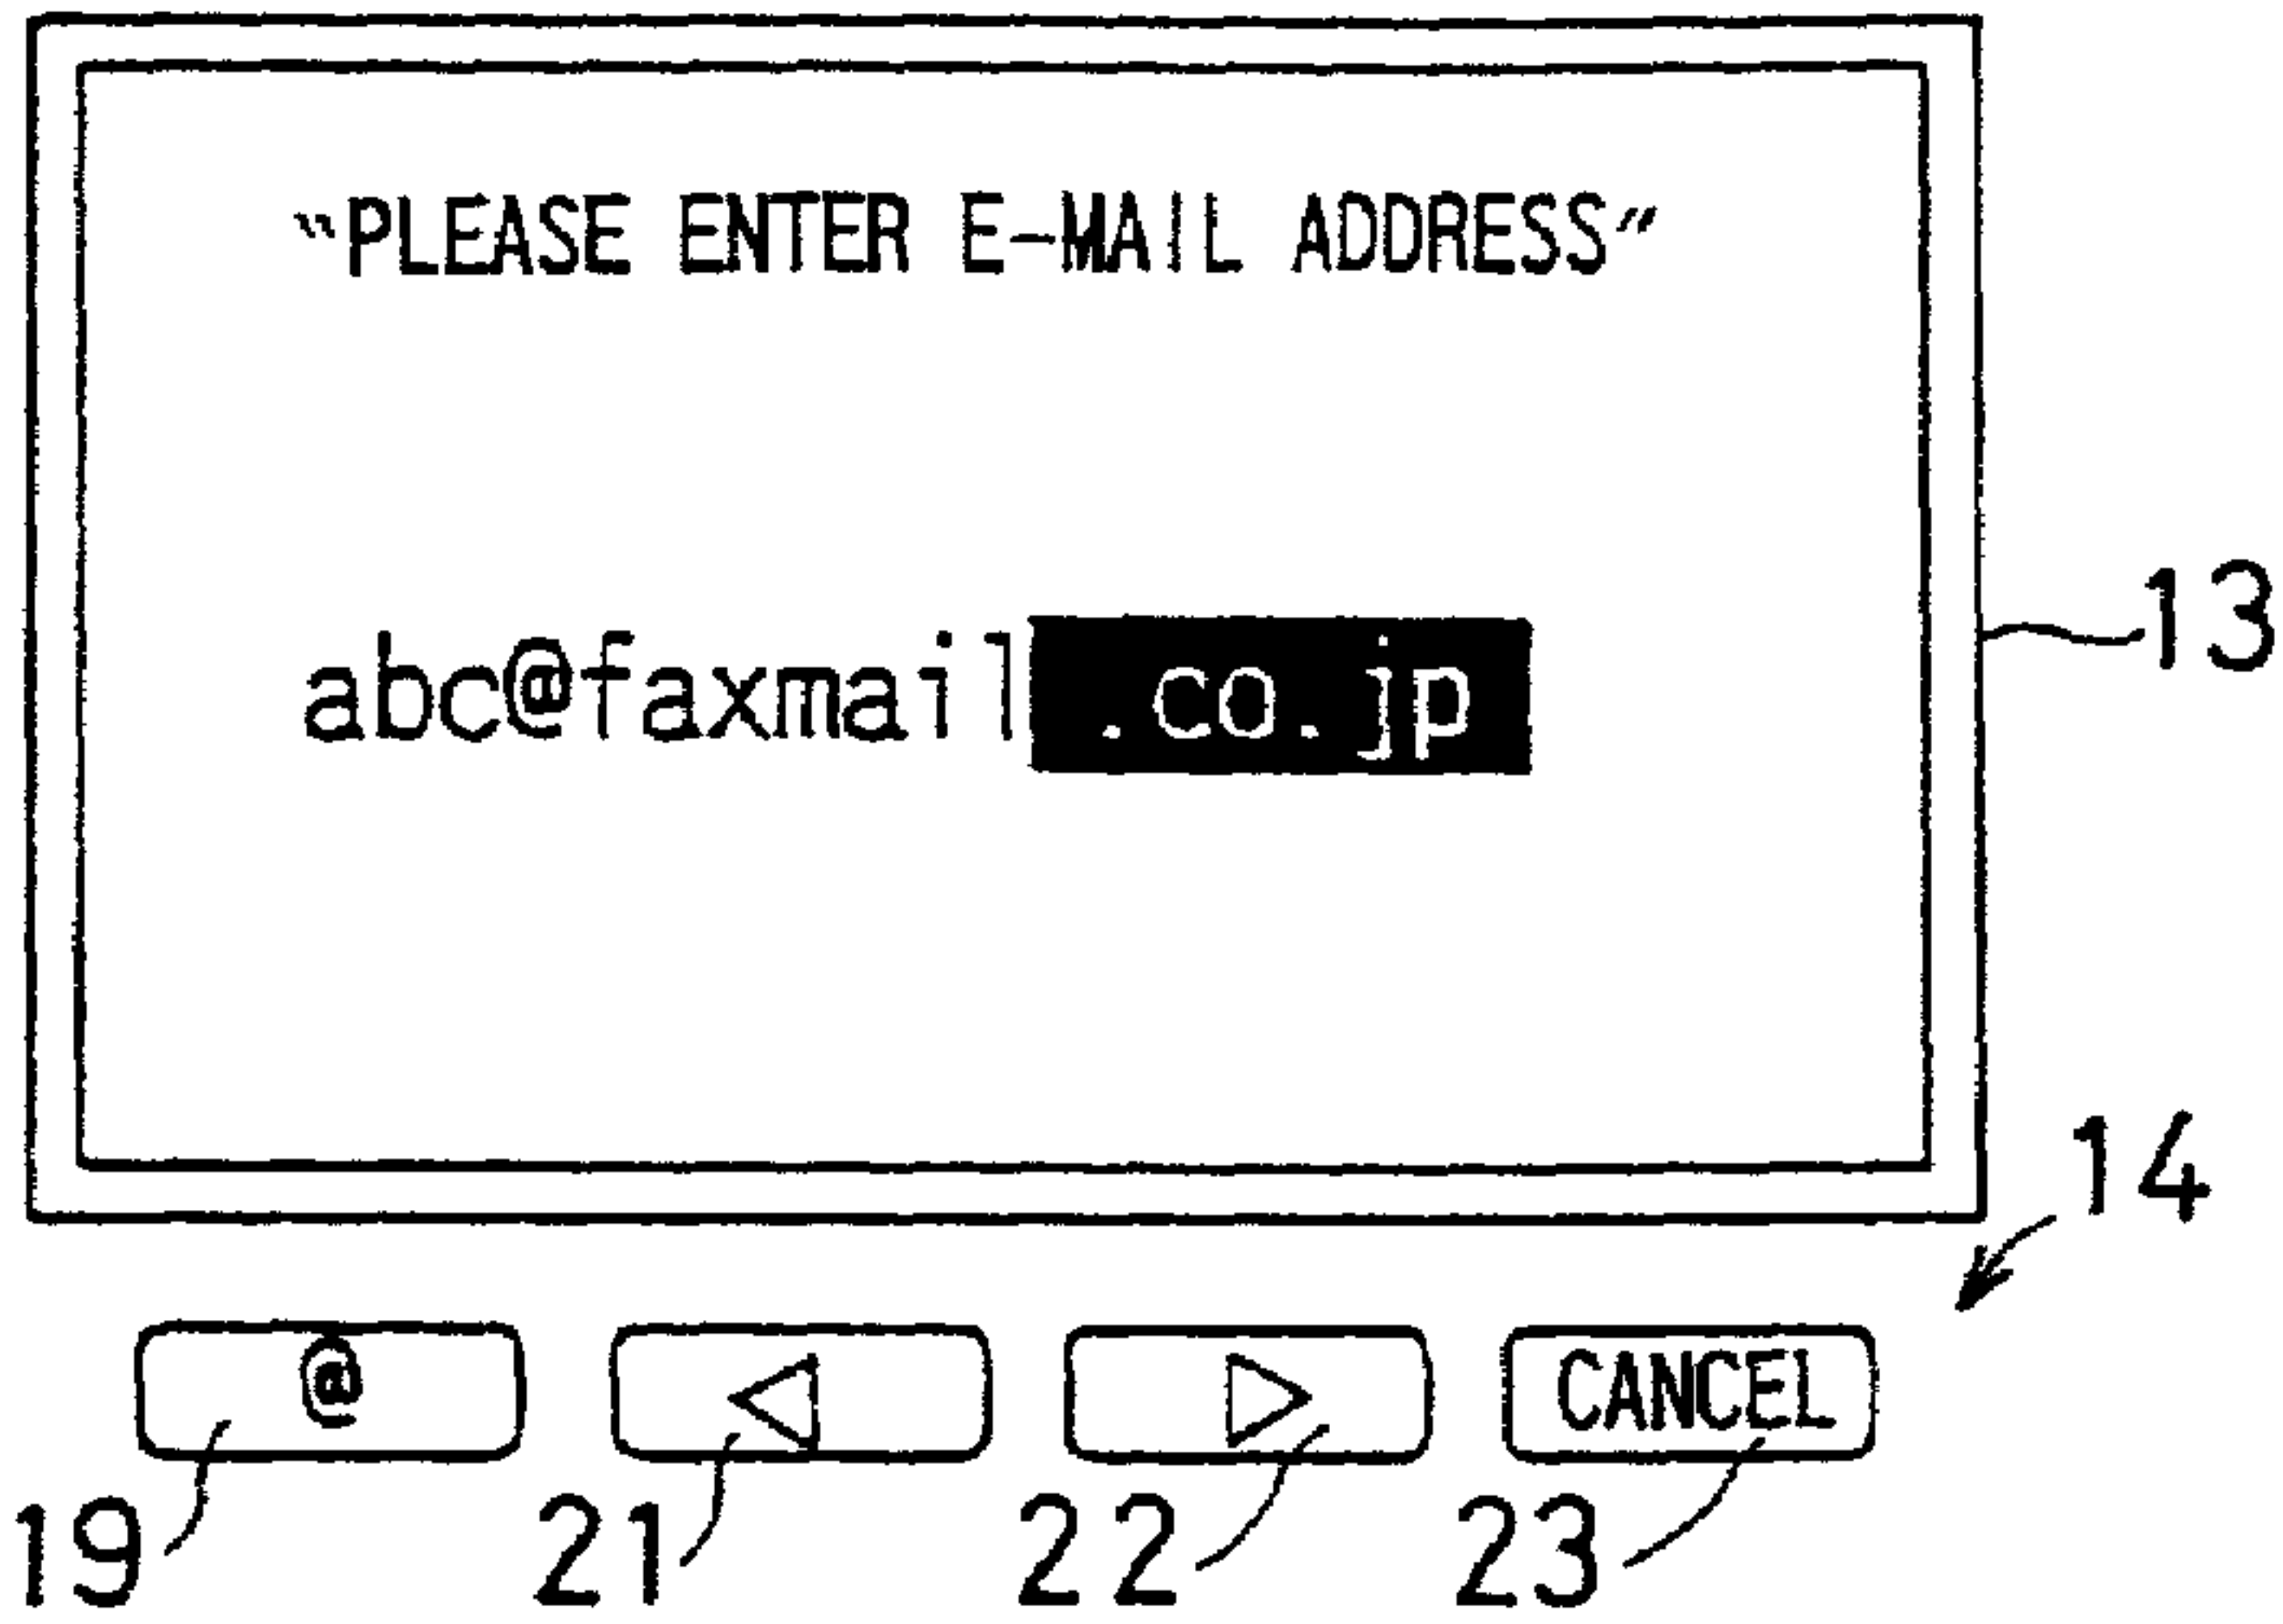 "PLEASE ENTER E-MAIL ADDRESS"
abc@faxmail.co.jp
13
14
@ ◁ ▷ CANCEL
19 21 22 23